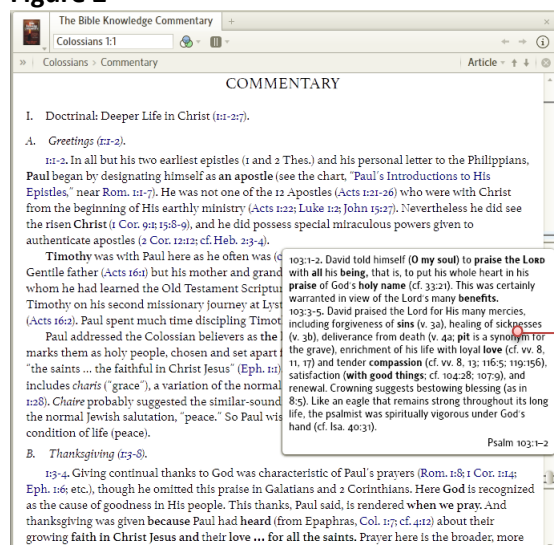 Figure 2
The Bible Knowledge Commentary
Colossians 1:1
» Colossians > Commentary
Article
COMMENTARY
I. Doctrinal: Deeper Life in Christ (1:1-2:7).
A. Greetings (1:1-2).
1:1-2. In all but his two earliest epistles (1 and 2 Thes.) and his personal letter to the Philippians,
Paul began by designating himself as an apostle (see the chart, "Paul's Introductions to His
Epistles," near Rom. 1:1-7). He was not one of the 12 Apostles (Acts 1:21-26) who were with Christ
from the beginning of His earthly ministry (Acts 1:22; Luke 1:2; John 15:27). Nevertheless he did see
the risen Christ (1 Cor. 9:1; 15:8-9), and he did possess special miraculous powers given to
authenticate apostles (2 Cor. 12:12; cf. Heb. 2:3-4).
Timothy was with Paul here as he often was (
Gentile father (Acts 16:1) but his mother and grand
whom he had learned the Old Testament Scriptur
Timothy on his second missionary journey at Lyst
(Acts 16:2). Paul spent much time discipling Timot
Paul addressed the Colossian believers as the
marks them as holy people, chosen and set apart
"the saints ... the faithful in Christ Jesus" (Eph. 1:1)
includes charis ("grace"), a variation of the normal
1:28). Chaire probably suggested the similar-sound
the normal Jewish salutation, "peace." So Paul wis
condition of life (peace).
103:1-2. David told himself (O my soul) to praise the LORD
with all his being, that is, to put his whole heart in his
praise of God's holy name (cf. 33:21). This was certainly
warranted in view of the Lord's many benefits.
103:3-5. David praised the Lord for His many mercies,
including forgiveness of sins (v. 3a), healing of sicknesses
(v. 3b), deliverance from death (v. 4a; pit is a synonym for
the grave), enrichment of his life with loyal love (cf. vv. 8,
11, 17) and tender compassion (cf. vv. 8, 13; 116:5; 119:156),
satisfaction (with good things; cf. 104:28; 107:9), and
renewal. Crowning suggests bestowing blessing (as in
8:5). Like an eagle that remains strong throughout its long
life, the psalmist was spiritually vigorous under God's
hand (cf. Isa. 40:31).
Psalm 103:1–2
B. Thanksgiving (1:3-8).
1:3-4. Giving continual thanks to God was characteristic of Paul's prayers (Rom. 1:8; 1 Cor. 1:14;
Eph. 1:6; etc.), though he omitted this praise in Galatians and 2 Corinthians. Here God is recognized
as the cause of goodness in His people. This thanks, Paul said, is rendered when we pray. And
thanksgiving was given because Paul had heard (from Epaphras, Col. 1:7; cf. 4:12) about their
growing faith in Christ Jesus and their love ... for all the saints. Prayer here is the broader, more